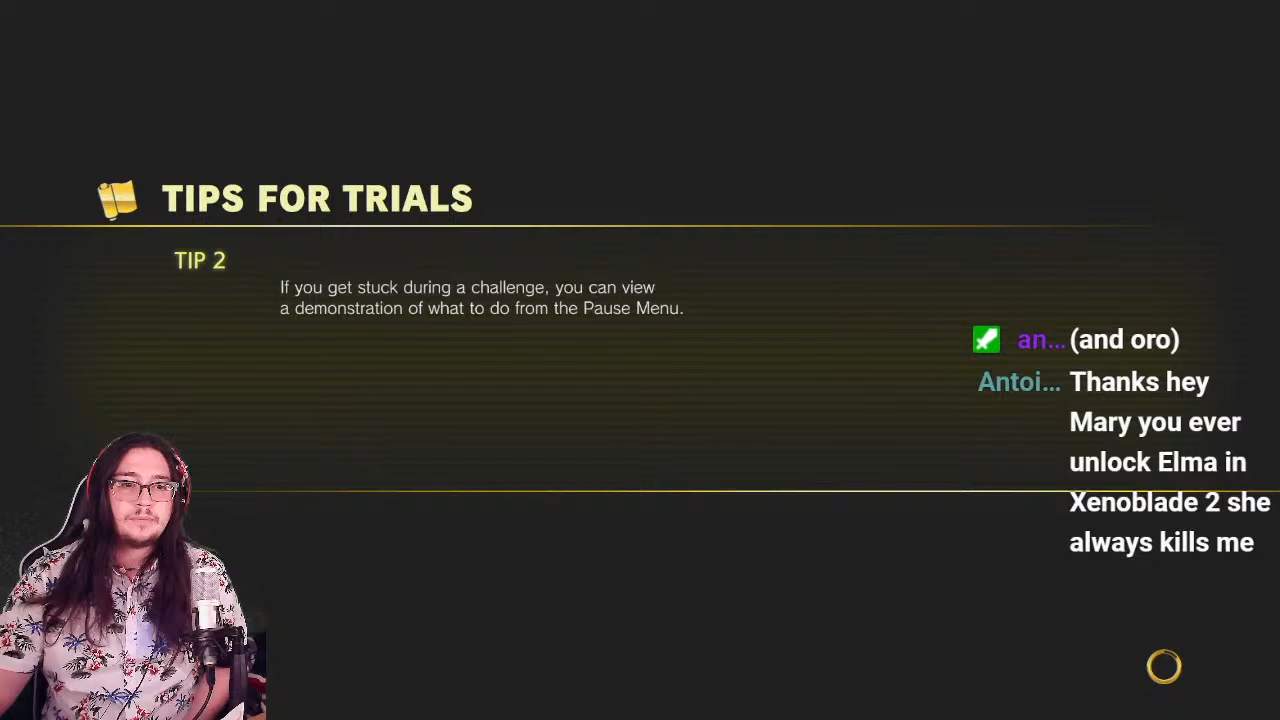 TIPS FOR TRIALS
TIP 2
If you get stuck during a challenge, you can view
a demonstration of what to do from the Pause Menu.
an… (and oro)
Antoi… Thanks hey
Mary you ever
unlock Elma in
Xenoblade 2 she
always kills me